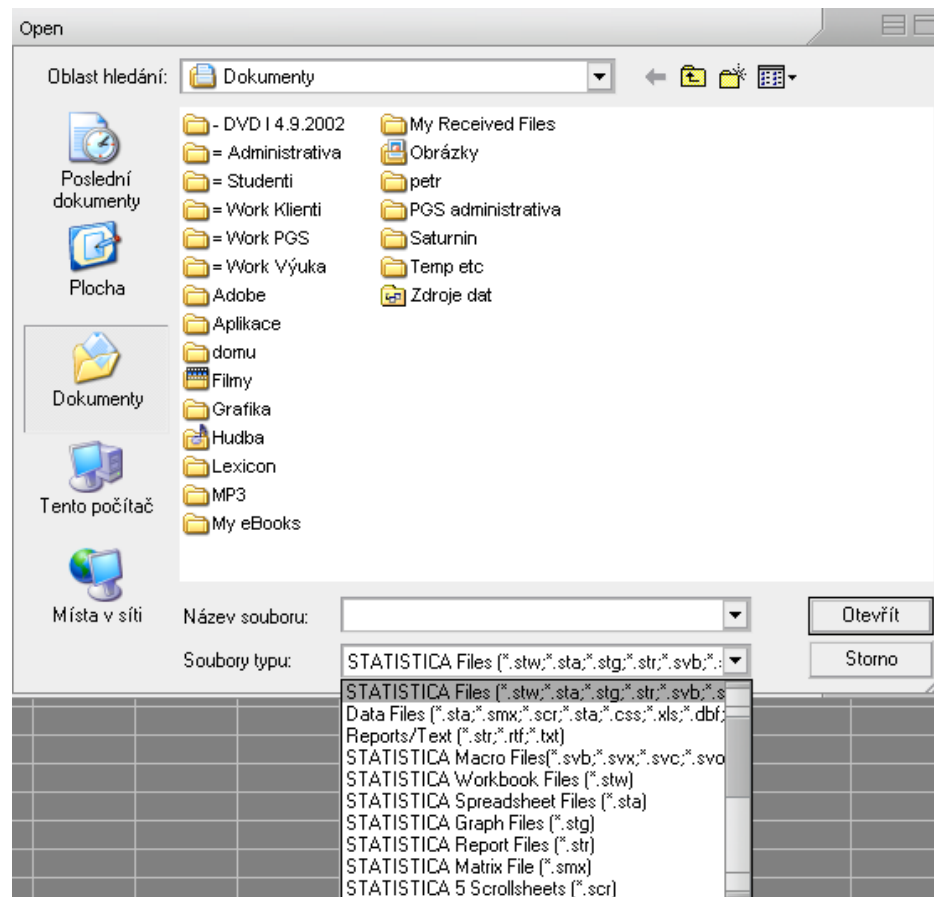 Open
Oblast hledání:
Dokumenty
Poslední
dokumenty
Plocha
Dokumenty
Tento počítač
Místa v síti
- DVD I 4.9.2002
= Administrativa
= Studenti
= Work Klienti
= Work PGS
= Work Výuka
Adobe
Aplikace
domu
Filmy
Grafika
Hudba
Lexicon
MP3
My eBooks
My Received Files
Obrázky
petr
PGS administrativa
Saturnin
Temp etc
Zdroje dat
Název souboru:
Otevřít
Soubory typu:
STATISTICA Files (*.stw;*.sta;*.stg;*.str;*.svb;*.
Storno
STATISTICA Files (*.stw;*.sta;*.stg;*.str;*.svb;*.s
Data Files (*.sta;*.smx;*.scr;*.sta;*.css;*.xls;*.dbf;
Reports/Text (*.str;*.rtf;*.txt)
STATISTICA Macro Files(*.svb;*.svx;*.svc;*.svo
STATISTICA Workbook Files (*.stw)
STATISTICA Spreadsheet Files (*.sta)
STATISTICA Graph Files (*.stg)
STATISTICA Report Files (*.str)
STATISTICA Matrix File (*.smx)
STATISTICA 5 Scrollsheets (*.scr)